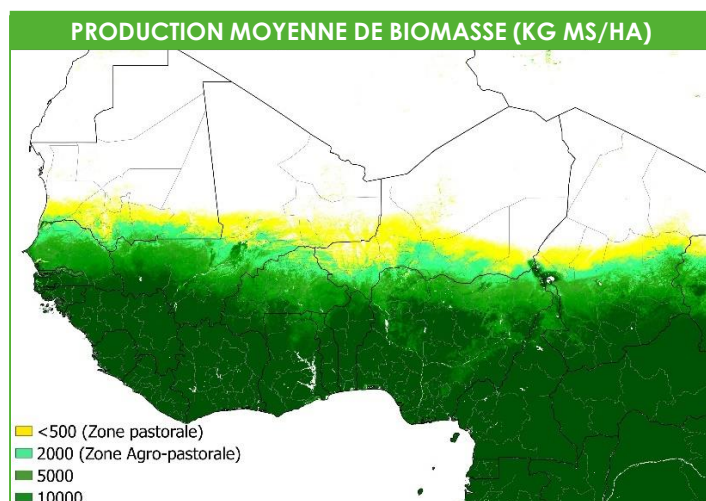 PRODUCTION MOYENNE DE BIOMASSE (KG MS/HA)
<500 (Zone pastorale)
2000 (Zone Agro-pastorale)
5000
10000